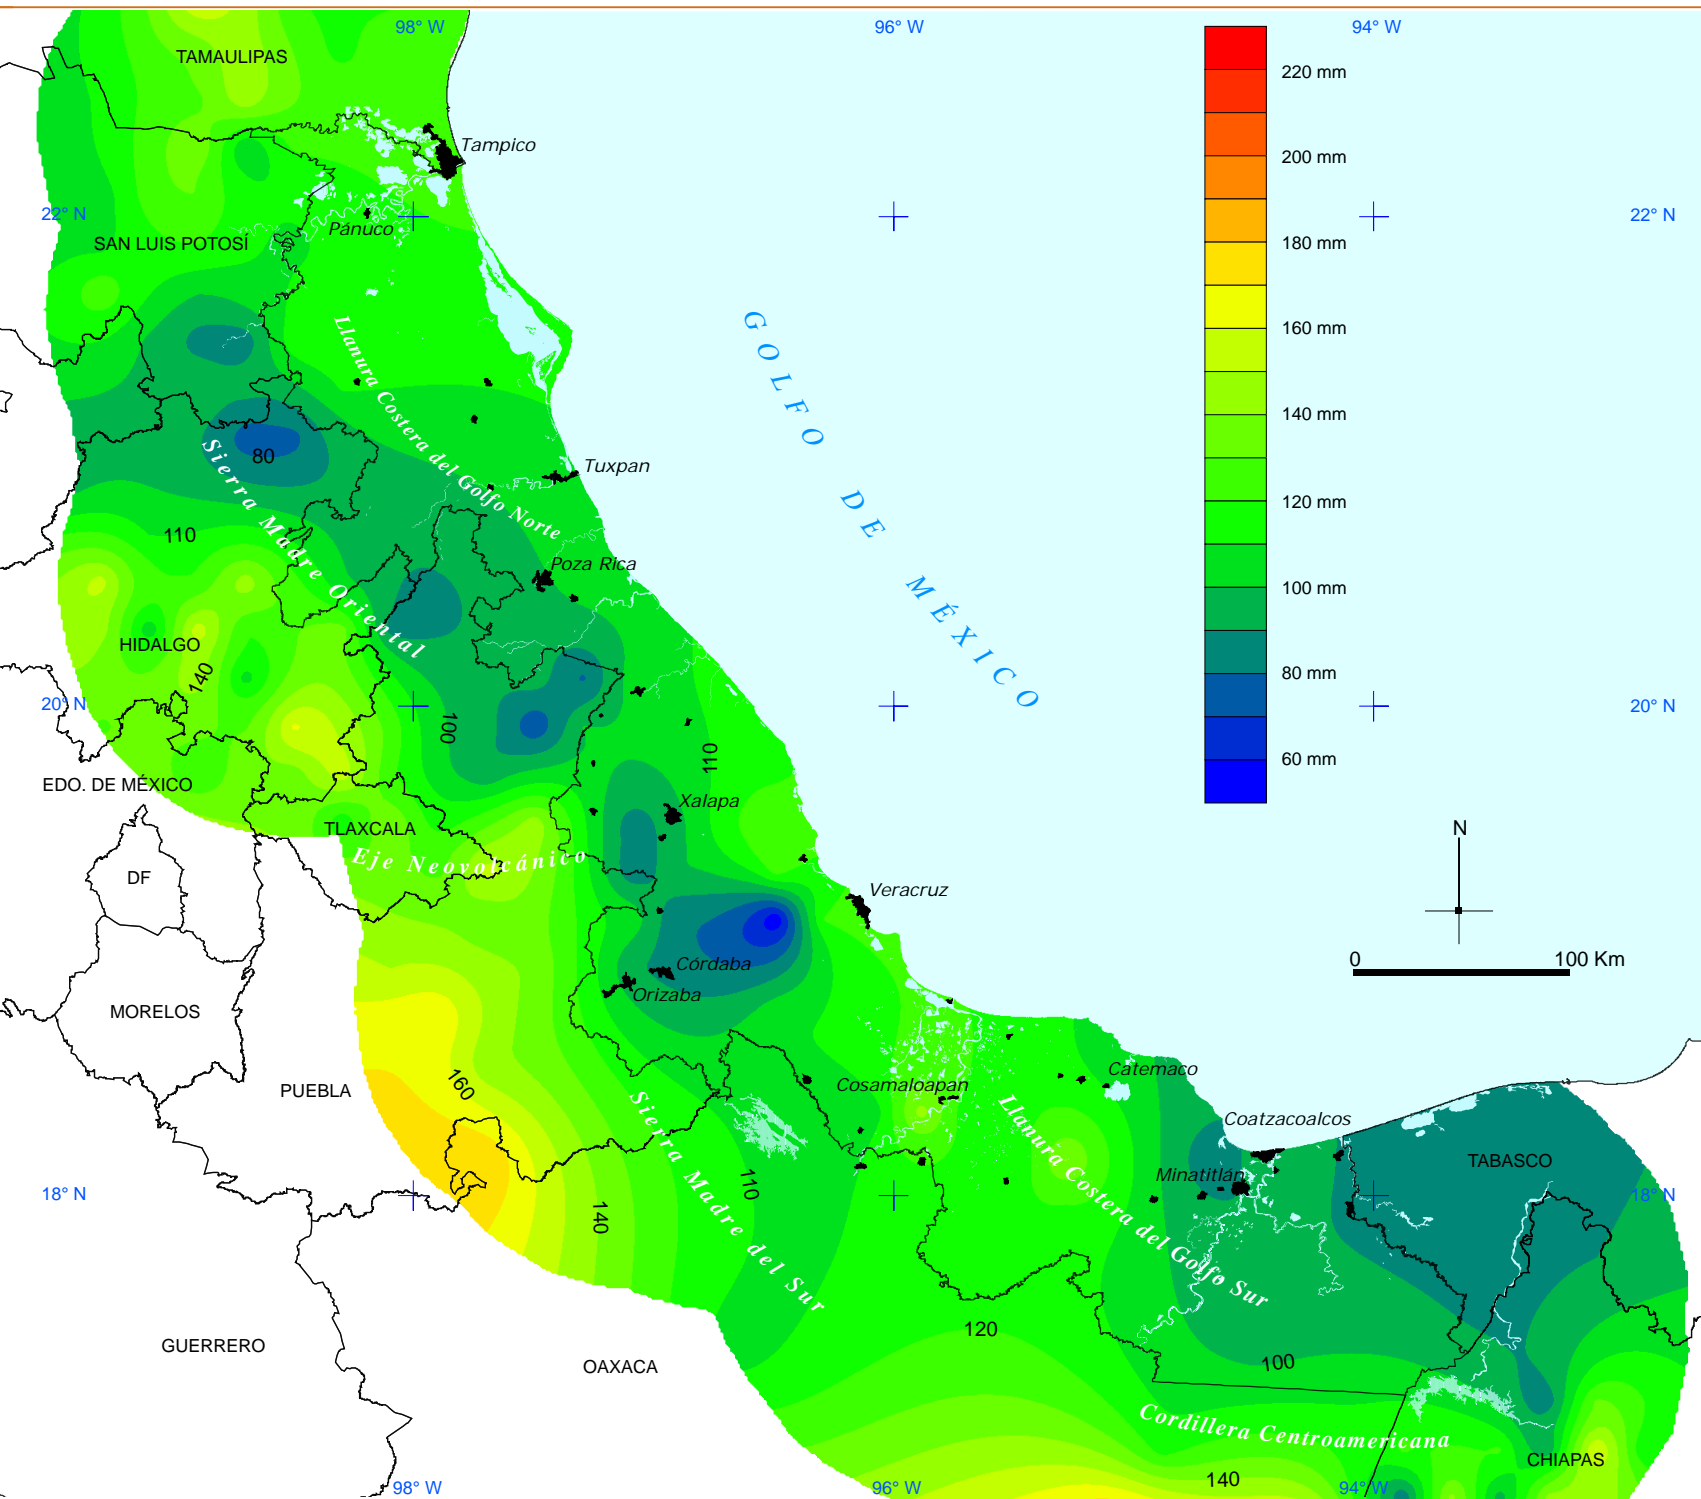 98° W
96° W
94° W
TAMAULIPAS
220 mm
Tampico
200 mm
22° N
22° N
Pánuco
SAN LUIS POTOSÍ
180 mm
GOLFO DE MÉXICO
160 mm
Llanura Costera del Golfo Norte
140 mm
80
Sierra Madre Oriental
Tuxpan
120 mm
110
Poza Rica
100 mm
HIDALGO
140
80 mm
20° N
20° N
100
110
60 mm
EDO. DE MÉXICO
Xalapa
TLAXCALA
N
Eje Neovolcánico
DF
Veracruz
Córdaba
0
100 Km
Orizaba
MORELOS
Catemaco
160
Cosamaloapan
PUEBLA
Sierra Madre del Sur
Llanura Costera del Golfo Sur
Coatzacoalcos
TABASCO
Minatitlán
110
18° N
18° N
140
120
GUERRERO
OAXACA
100
Cordillera Centroamericana
CHIAPAS
140
98° W
96° W
94° W